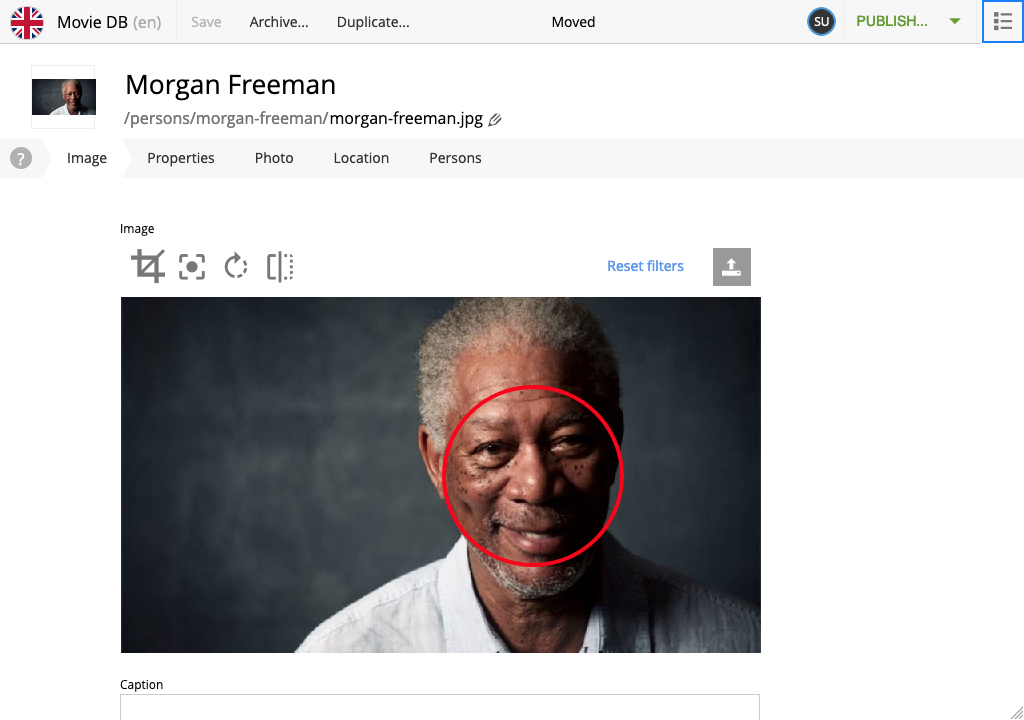 Movie DB (en) Save Archive... Duplicate... Moved SU PUBLISH...
Morgan Freeman
/persons/morgan-freeman/morgan-freeman.jpg
? Image Properties Photo Location Persons
Image
Reset filters
Caption